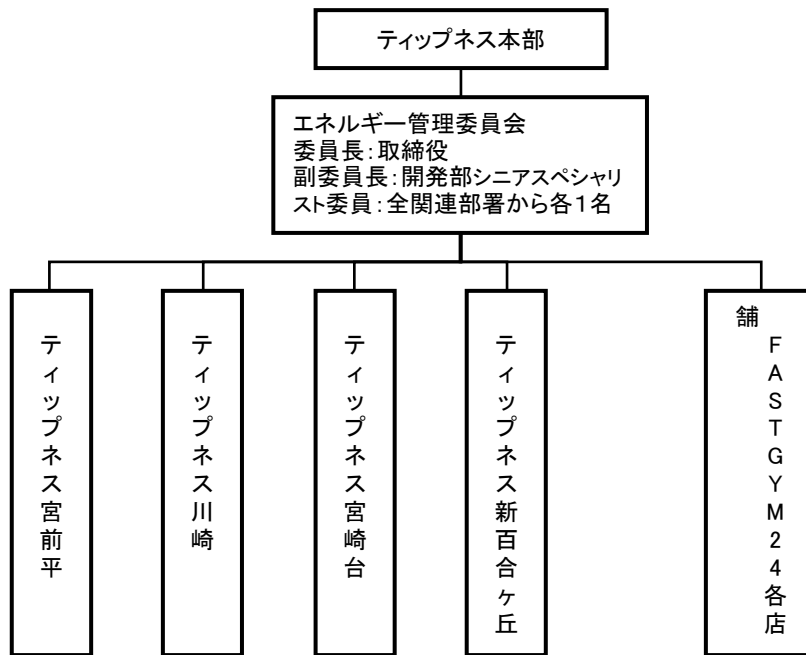 ティップネス本部
エネルギー管理委員会
委員長：取締役
副委員長：開発部シニアスペシャリ
スト委員：全関連部署から各１名
ティップネス宮前平
ティップネス川崎
ティップネス宮崎台
ティップネス新百合ヶ丘
FASTGYM24各店
舗